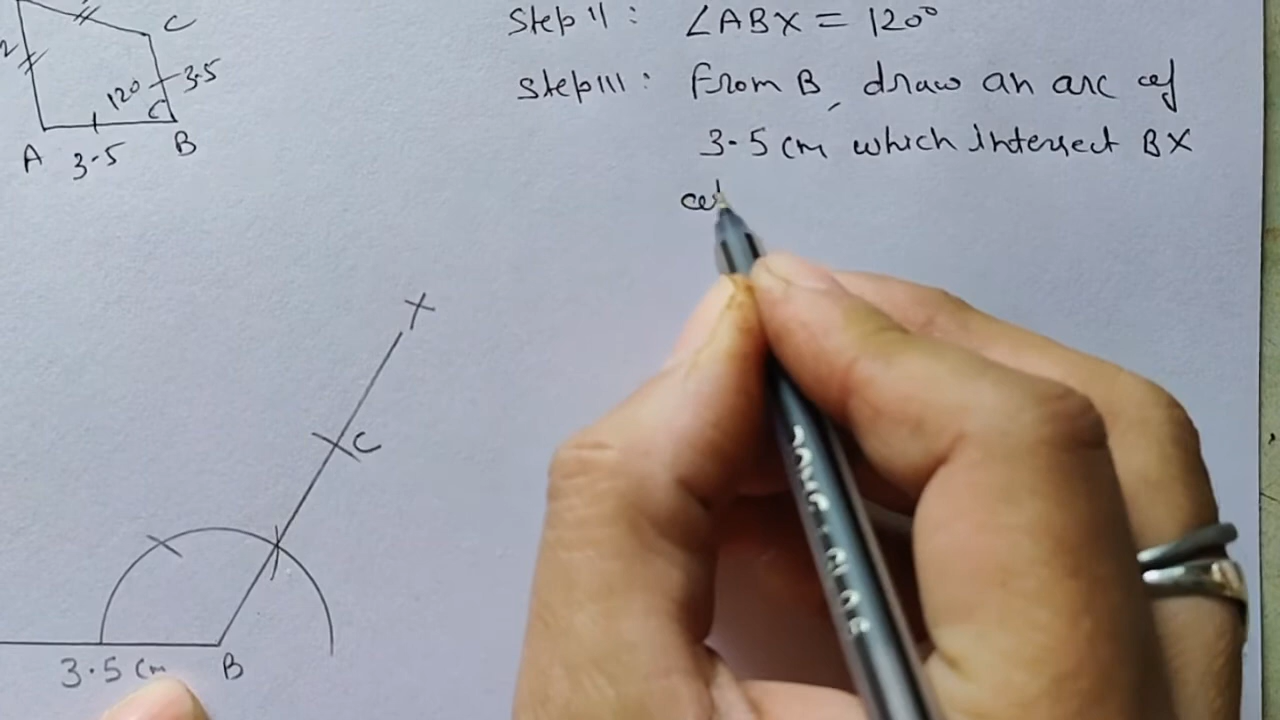 Step II : ∠ABX = 120°
Step III : From B, draw an arc of
3.5 cm which intersect BX
at
C
120
3.5
A
3.5
B
X
C
3.5 cm
B